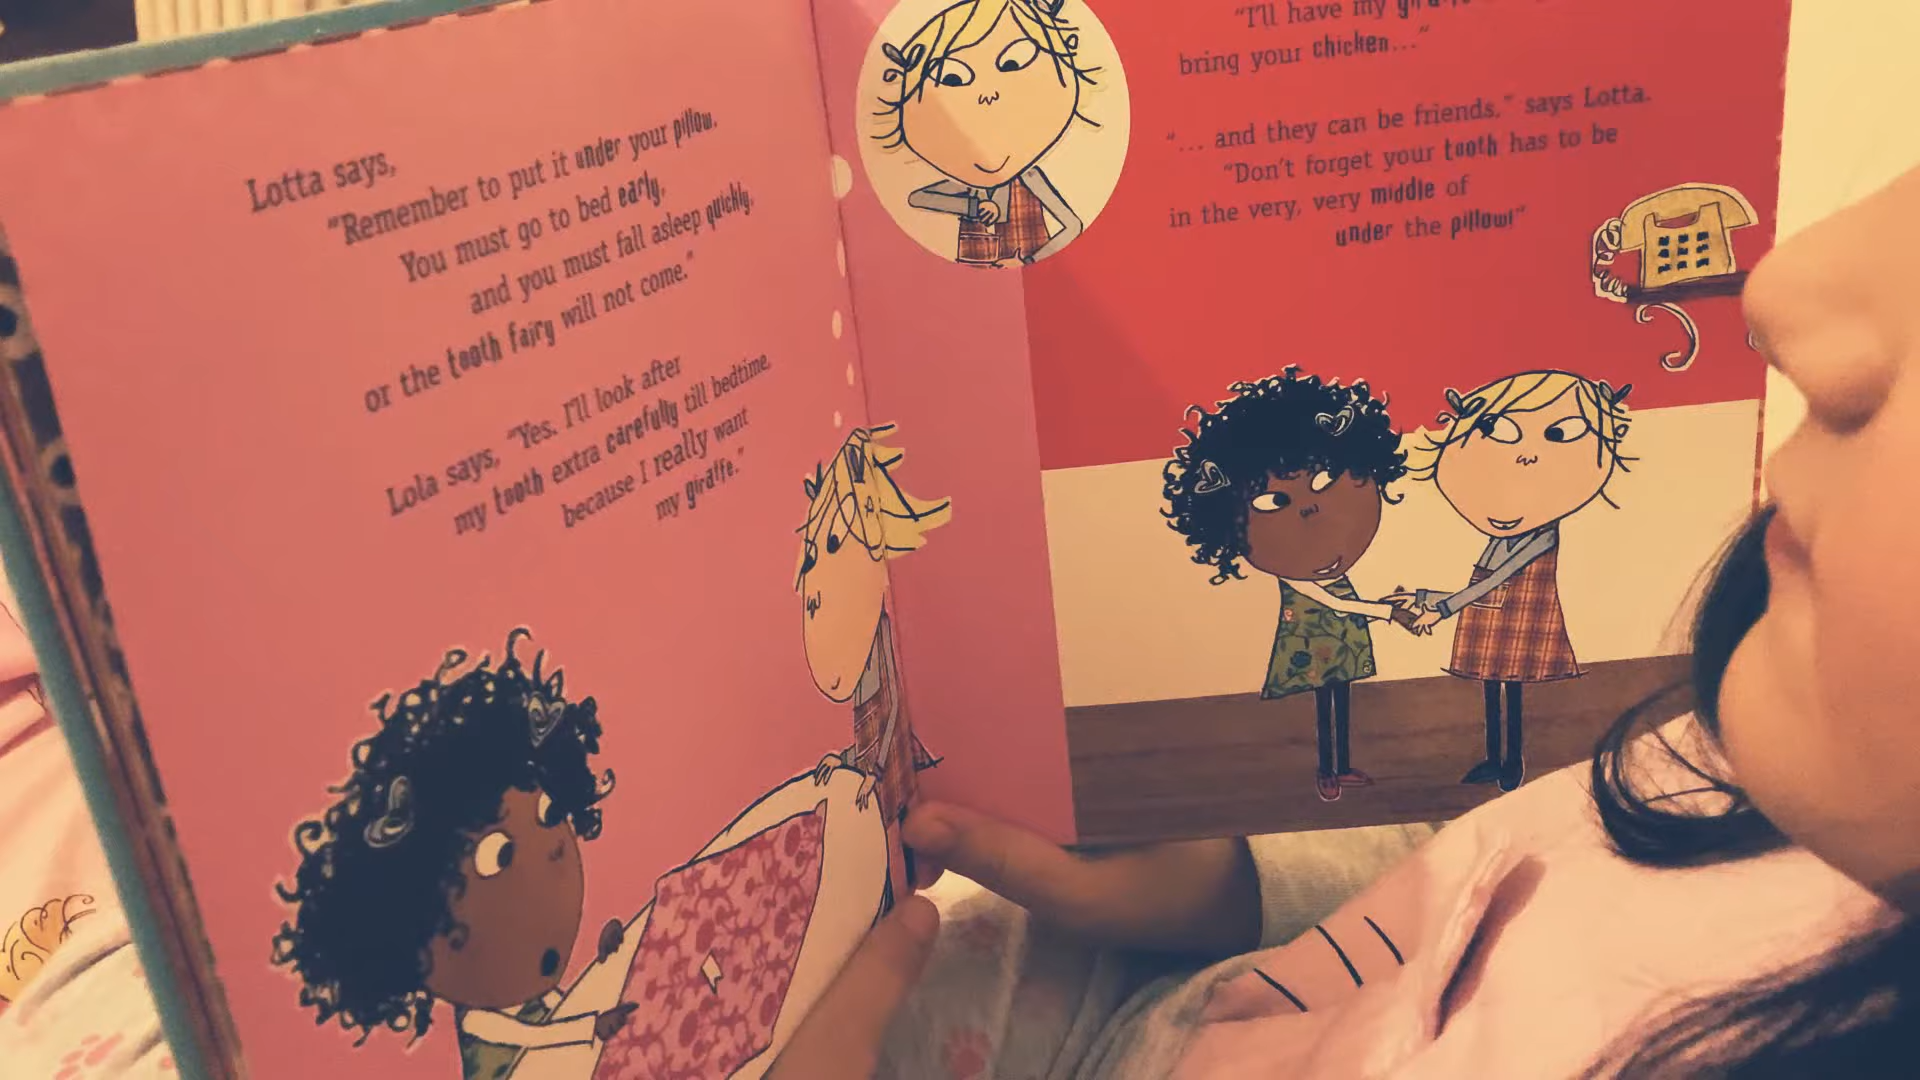 Lotta says,
"Remember to put it under your pillow.
You must go to bed early,
and you must fall asleep quickly,
or the tooth fairy will not come."
Lola says, "Yes. I'll look after
my tooth extra carefully till bedtime,
because I really want
my giraffe."
"I'll have my
bring your chicken..."
"... and they can be friends," says Lotta.
"Don't forget your tooth has to be
in the very, very middle of
under the pillow!"